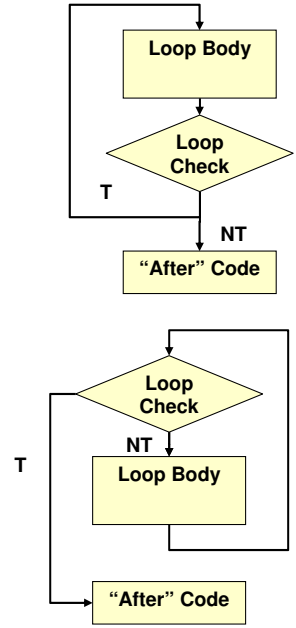 Loop Body
Loop
Check
T
NT
“After” Code
Loop
Check
NT
T
Loop Body
“After” Code